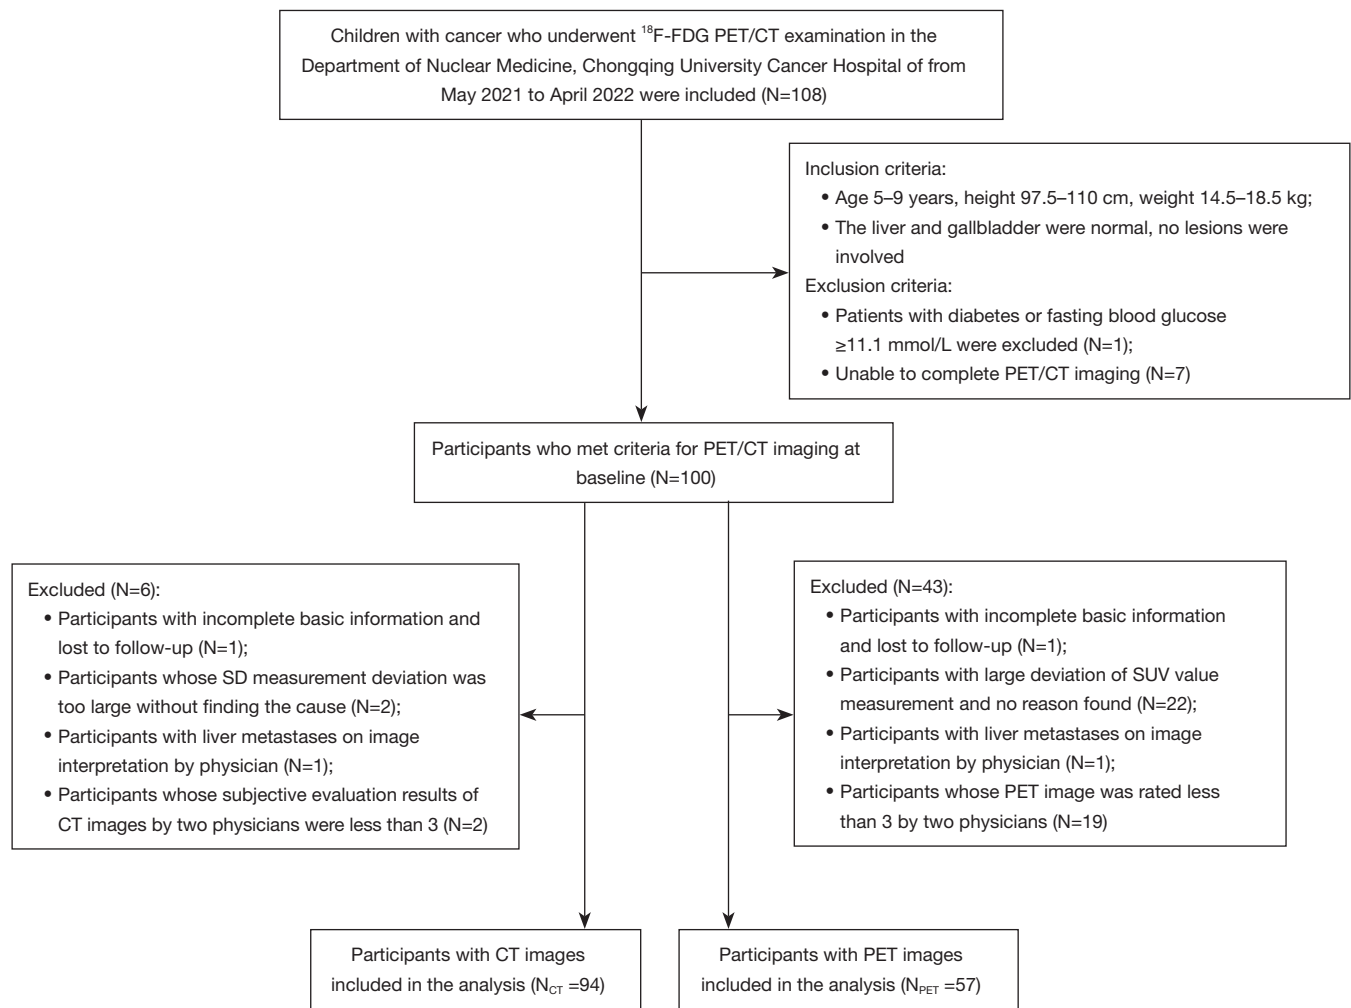 Children with cancer who underwent ¹⁸F-FDG PET/CT examination in the
Department of Nuclear Medicine, Chongqing University Cancer Hospital of from
May 2021 to April 2022 were included (N=108)
Inclusion criteria:
• Age 5–9 years, height 97.5–110 cm, weight 14.5–18.5 kg;
• The liver and gallbladder were normal, no lesions were
involved
Exclusion criteria:
• Patients with diabetes or fasting blood glucose
≥11.1 mmol/L were excluded (N=1);
• Unable to complete PET/CT imaging (N=7)
Participants who met criteria for PET/CT imaging at
baseline (N=100)
Excluded (N=6):
• Participants with incomplete basic information and
lost to follow-up (N=1);
• Participants whose SD measurement deviation was
too large without finding the cause (N=2);
• Participants with liver metastases on image
interpretation by physician (N=1);
• Participants whose subjective evaluation results of
CT images by two physicians were less than 3 (N=2)
Excluded (N=43):
• Participants with incomplete basic information
and lost to follow-up (N=1);
• Participants with large deviation of SUV value
measurement and no reason found (N=22);
• Participants with liver metastases on image
interpretation by physician (N=1);
• Participants whose PET image was rated less
than 3 by two physicians (N=19)
Participants with CT images
included in the analysis (N_CT =94)
Participants with PET images
included in the analysis (N_PET =57)